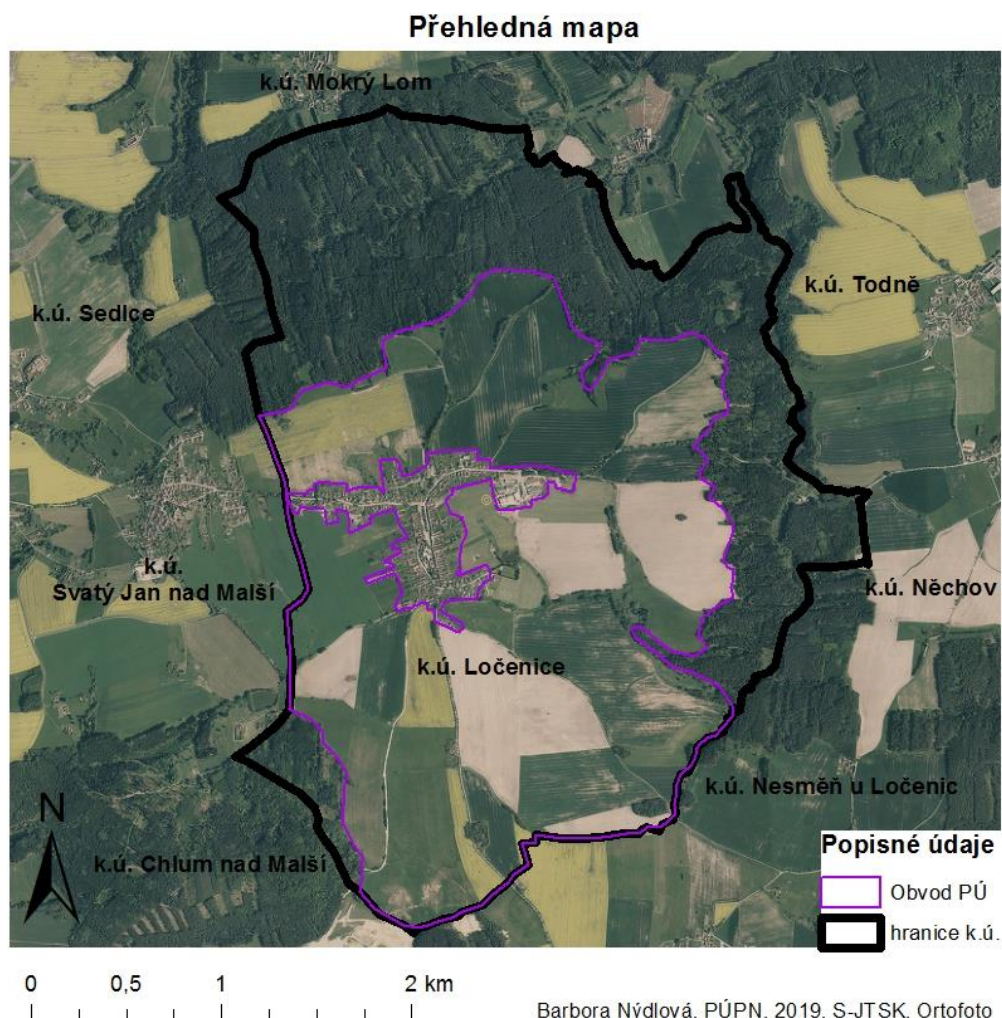 Přehledná mapa
k.ú. Mokrý Lom
k.ú. Todně
k.ú. Sedlce
k.ú.
Svatý Jan nad Malší
k.ú. Něchov
k.ú. Ločenice
k.ú. Nesměň u Ločenic
N
k.ú. Chlum nad Malší
Popisné údaje
Obvod PÚ
hranice k.ú.
0 0,5 1 2 km
Barbora Nýdlová, PÚPN, 2019, S-JTSK, Ortofoto